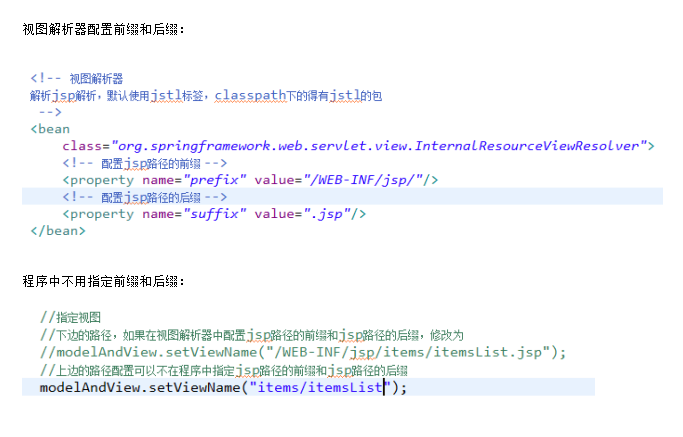 视图解析器配置前缀和后缀：
<!-- 视图解析器
解析jsp解析，默认使用jstl标签，classpath下的得有jstl的包
-->
<bean
class="org.springframework.web.servlet.view.InternalResourceViewResolver">
<!-- 配置jsp路径的前缀 -->
<property name="prefix" value="/WEB-INF/jsp/"/>
<!-- 配置jsp路径的后缀 -->
<property name="suffix" value=".jsp"/>
</bean>
程序中不用指定前缀和后缀：
//指定视图
//下边的路径，如果在视图解析器中配置jsp路径的前缀和jsp路径的后缀，修改为
//modelAndView.setViewName("/WEB-INF/jsp/items/itemsList.jsp");
//上边的路径配置可以不在程序中指定jsp路径的前缀和jsp路径的后缀
modelAndView.setViewName("items/itemsList");